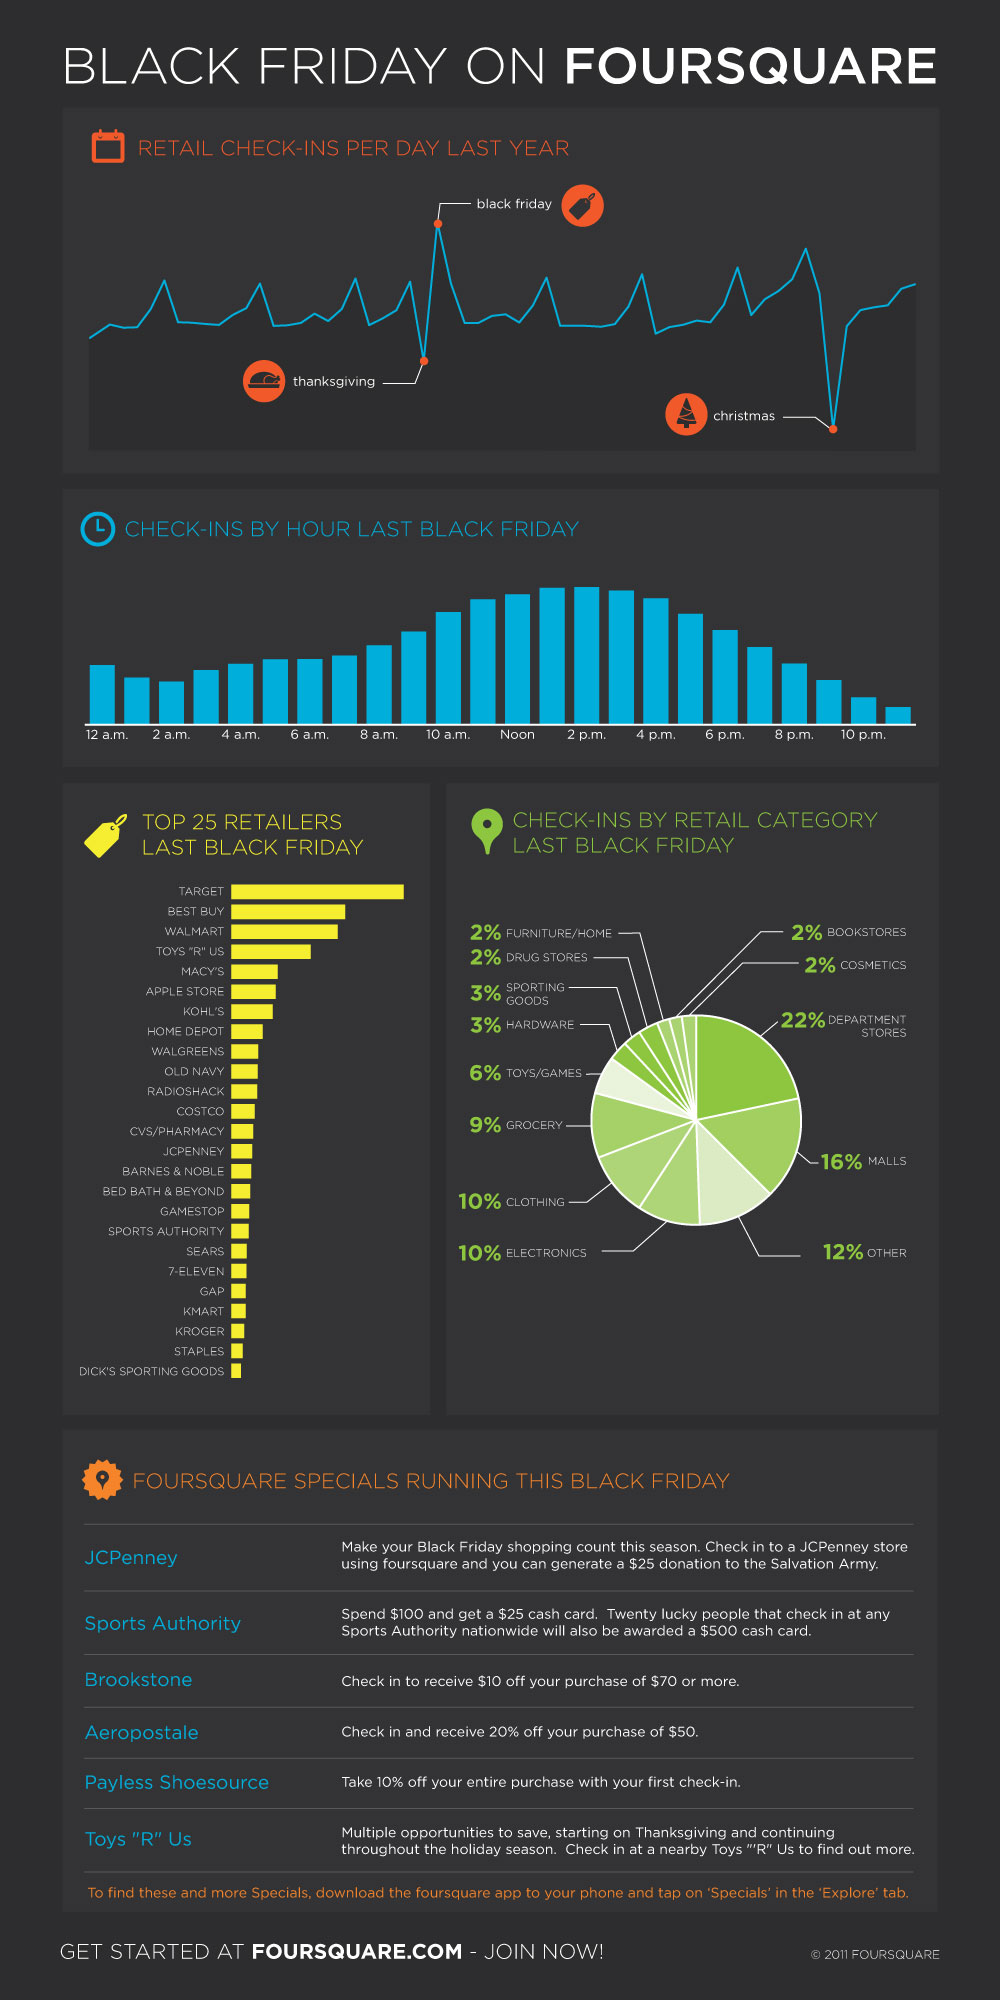 BLACK FRIDAY ON FOURSQUARE
RETAIL CHECK-INS PER DAY LAST YEAR
black friday
thanksgiving
christmas
CHECK-INS BY HOUR LAST BLACK FRIDAY
12 a.m. 2 a.m. 4 a.m. 6 a.m. 8 a.m. 10 a.m. Noon 2 p.m. 4 p.m. 6 p.m. 8 p.m. 10 p.m.
TOP 25 RETAILERS
LAST BLACK FRIDAY
TARGET
BEST BUY
WALMART
TOYS "R" US
MACY'S
APPLE STORE
KOHL'S
HOME DEPOT
WALGREENS
OLD NAVY
RADIOSHACK
COSTCO
CVS/PHARMACY
JCPENNEY
BARNES & NOBLE
BED BATH & BEYOND
GAMESTOP
SPORTS AUTHORITY
SEARS
7-ELEVEN
GAP
KMART
KROGER
STAPLES
DICK'S SPORTING GOODS
CHECK-INS BY RETAIL CATEGORY
LAST BLACK FRIDAY
2% FURNITURE/HOME
2% DRUG STORES
3% SPORTING
GOODS
3% HARDWARE
6% TOYS/GAMES
9% GROCERY
10% CLOTHING
10% ELECTRONICS
2% BOOKSTORES
2% COSMETICS
22% DEPARTMENT
STORES
16% MALLS
12% OTHER
FOURSQUARE SPECIALS RUNNING THIS BLACK FRIDAY
JCPenney
Make your Black Friday shopping count this season. Check in to a JCPenney store
using foursquare and you can generate a $25 donation to the Salvation Army.
Sports Authority
Spend $100 and get a $25 cash card. Twenty lucky people that check in at any
Sports Authority nationwide will also be awarded a $500 cash card.
Brookstone
Check in to receive $10 off your purchase of $70 or more.
Aeropostale
Check in and receive 20% off your purchase of $50.
Payless Shoesource
Take 10% off your entire purchase with your first check-in.
Toys "R" Us
Multiple opportunities to save, starting on Thanksgiving and continuing
throughout the holiday season. Check in at a nearby Toys "'R" Us to find out more.
To find these and more Specials, download the foursquare app to your phone and tap on ‘Specials’ in the ‘Explore’ tab.
GET STARTED AT FOURSQUARE.COM - JOIN NOW!
© 2011 FOURSQUARE